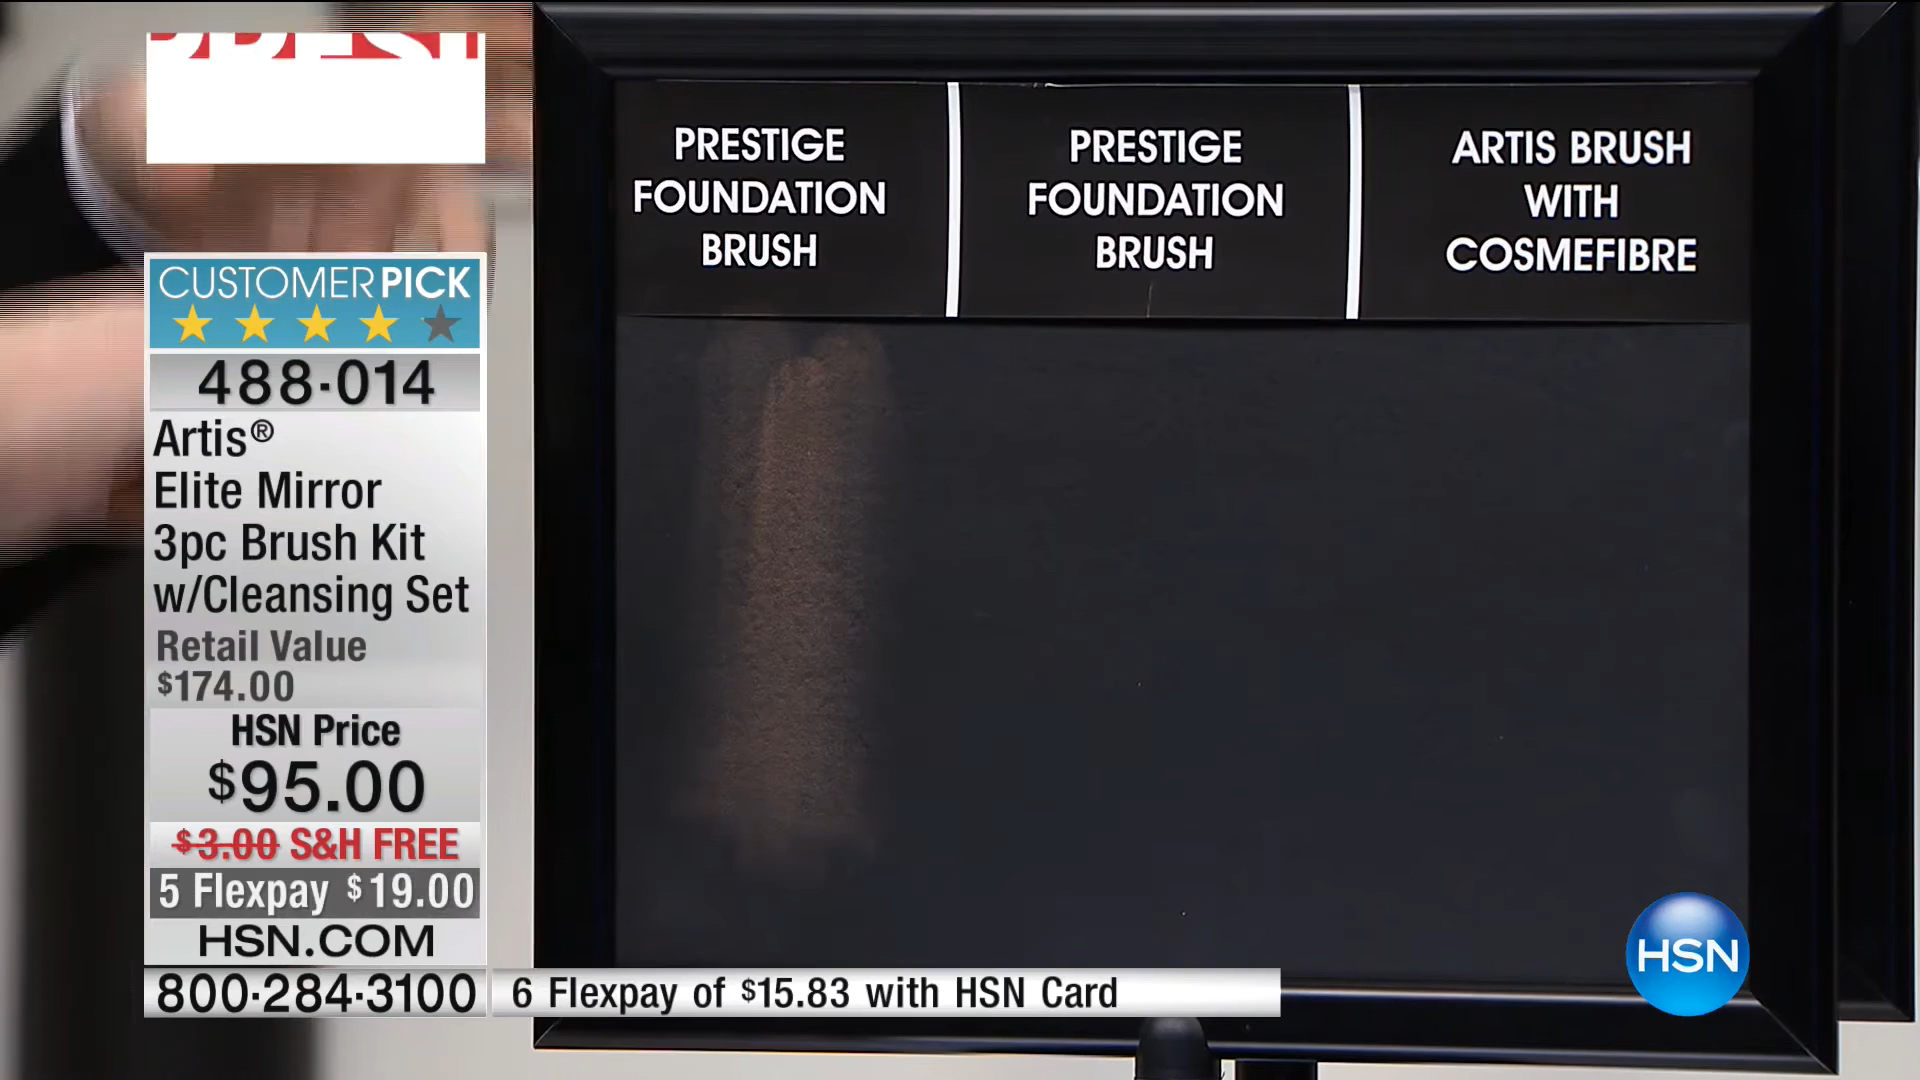 CUSTOMER PICK
488-014
Artis®
Elite Mirror
3pc Brush Kit
w/Cleansing Set
Retail Value
$174.00
HSN Price
$95.00
$3.00 S&H FREE
5 Flexpay $19.00
HSN.COM
800·284·3100
6 Flexpay of $15.83 with HSN Card
PRESTIGE
FOUNDATION
BRUSH
PRESTIGE
FOUNDATION
BRUSH
ARTIS BRUSH
WITH
COSMEFIBRE
HSN